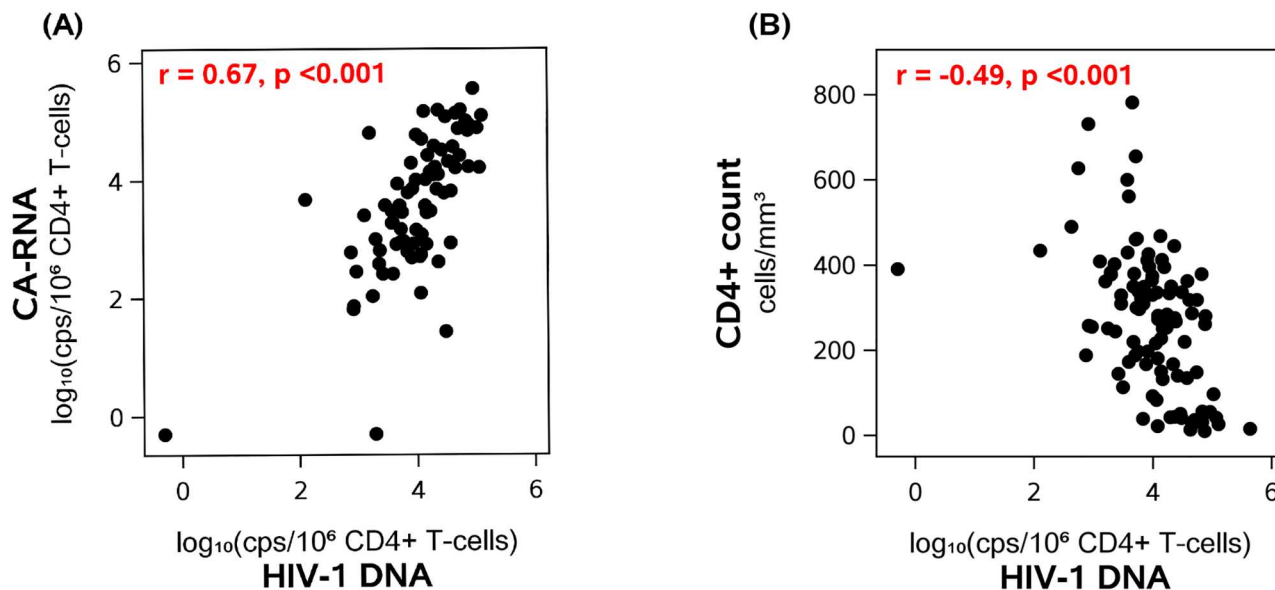 (A)
r = 0.67, p <0.001
CA-RNA
log₁₀(cps/10⁶ CD4+ T-cells)
6
4
2
0
0 2 4 6
log₁₀(cps/10⁶ CD4+ T-cells)
HIV-1 DNA
(B)
r = -0.49, p <0.001
CD4+ count
cells/mm³
800
600
400
200
0
0 2 4 6
log₁₀(cps/10⁶ CD4+ T-cells)
HIV-1 DNA